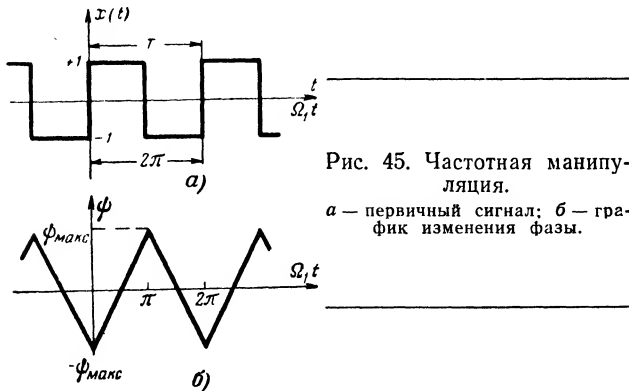 x(t)
T
+1
t
Ω₁t
-1
2π
а)
ψ
ψмакс
Ω₁t
π
2π
-ψмакс
б)
Рис. 45. Частотная манипу-
ляция.
а — первичный сигнал; б — гра-
фик изменения фазы.